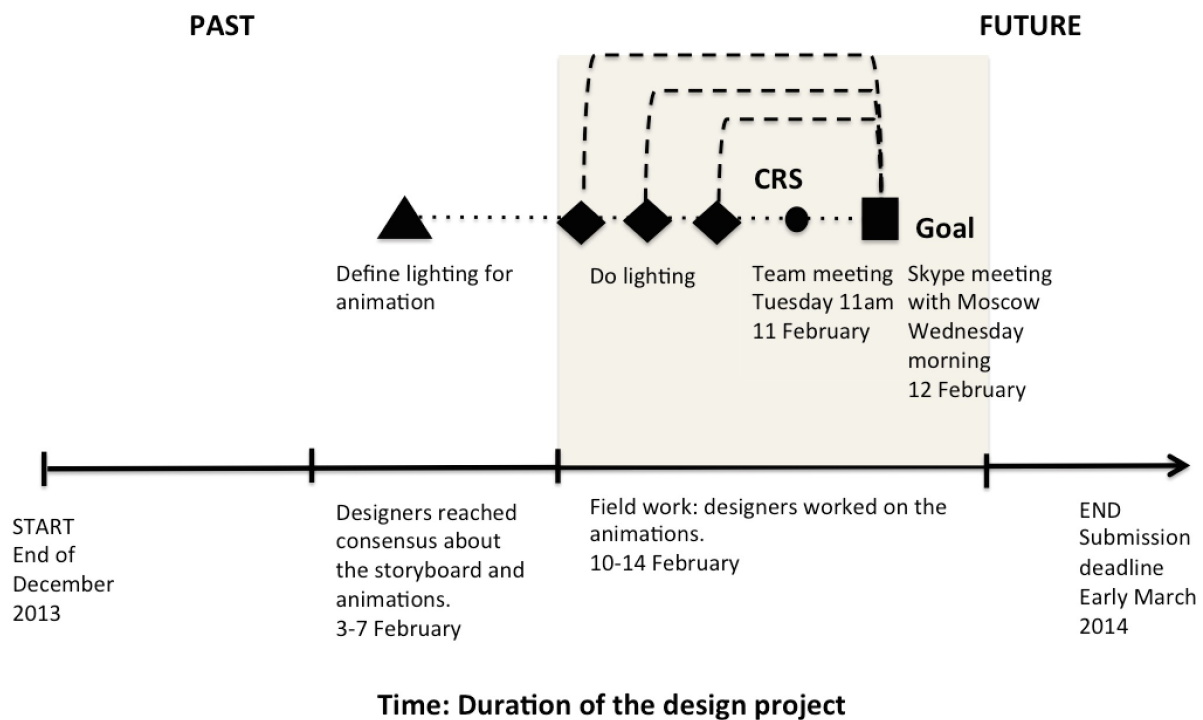 PAST
FUTURE
CRS
Goal
Define lighting for
animation
Do lighting
Team meeting
Tuesday 11am
11 February
Skype meeting
with Moscow
Wednesday
morning
12 February
START
End of
December
2013
Designers reached
consensus about
the storyboard and
animations.
3-7 February
Field work: designers worked on the
animations.
10-14 February
END
Submission
deadline
Early March
2014
Time: Duration of the design project